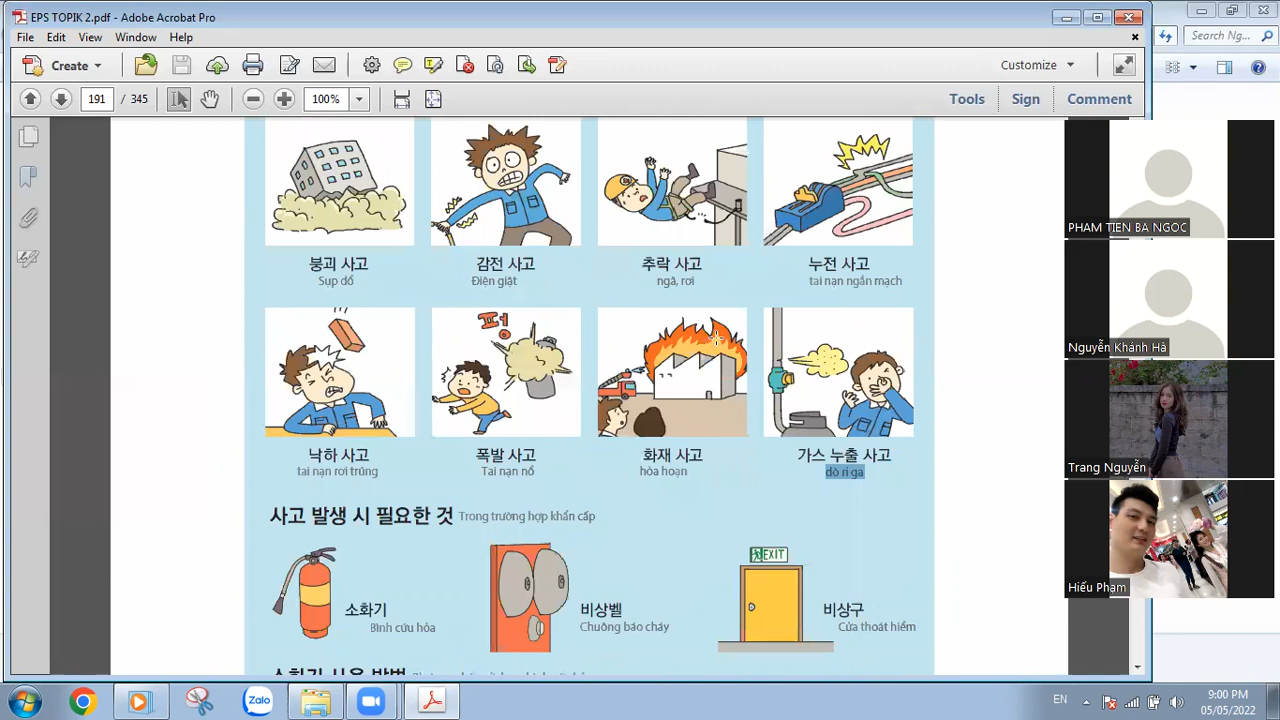 EPS TOPIK 2.pdf - Adobe Acrobat Pro
File Edit View Window Help
Search Ng...
Create
Customize
191 / 345
100%
Tools Sign Comment
붕괴 사고 감전 사고 추락 사고 누전 사고
Sụp đổ Điện giật ngã, rơi tai nạn ngắn mạch
펑
낙하 사고 폭발 사고 화재 사고 가스 누출 사고
tai nạn rơi trúng Tai nạn nổ hỏa hoạn dò rỉ ga
사고 발생 시 필요한 것 Trong trường hợp khẩn cấp
EXIT
소화기 비상벨 비상구
Bình cứu hỏa Chuông báo cháy Cửa thoát hiểm
PHAM TIEN BA NGOC
Nguyễn Khánh Hà
Trang Nguyễn
Hiếu Phạm
Zalo
EN
9:00 PM
05/05/2022